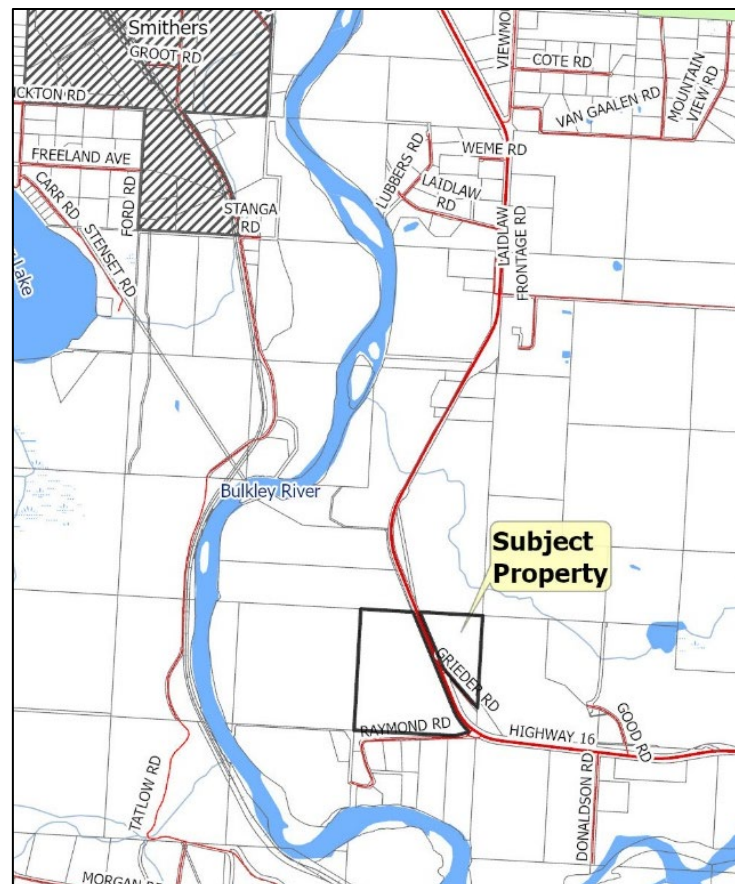 Smithers
GROOT RD
VIEWMO
COTE RD
MOUNTAIN
VIEW RD
CKTON RD
VAN GAALEN RD
FREELAND AVE
WEME RD
LUBBERS RD
LAIDLAW
RD
CARR RD
FORD RD
STENSET RD
STANGA
RD
LAIDLAW
FRONTAGE RD
Lake
Bulkley River
Subject
Property
GRIEDER RD
RAYMOND RD
HIGHWAY 16
GOOD RD
DONALDSON RD
TATLOW RD
MORGAN RD